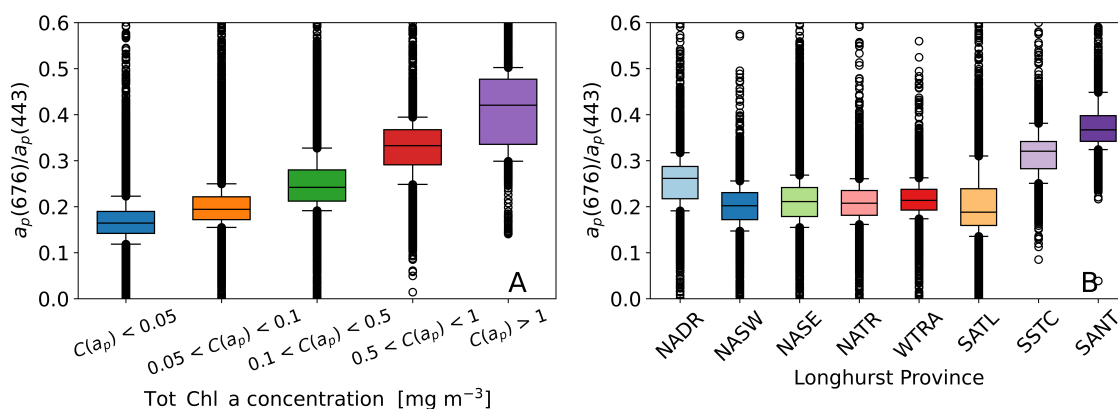 a_p(676)/a_p(443)
0.6
0.5
0.4
0.3
0.2
0.1
0.0
A
C(a_p) < 0.05
0.05 < C(a_p) < 0.1
0.1 < C(a_p) < 0.5
0.5 < C(a_p) < 1
C(a_p) > 1
Tot Chl a concentration [mg m⁻³]
a_p(676)/a_p(443)
0.6
0.5
0.4
0.3
0.2
0.1
0.0
B
NADR
NASW
NASE
NATR
WTRA
SATL
SSTC
SANT
Longhurst Province